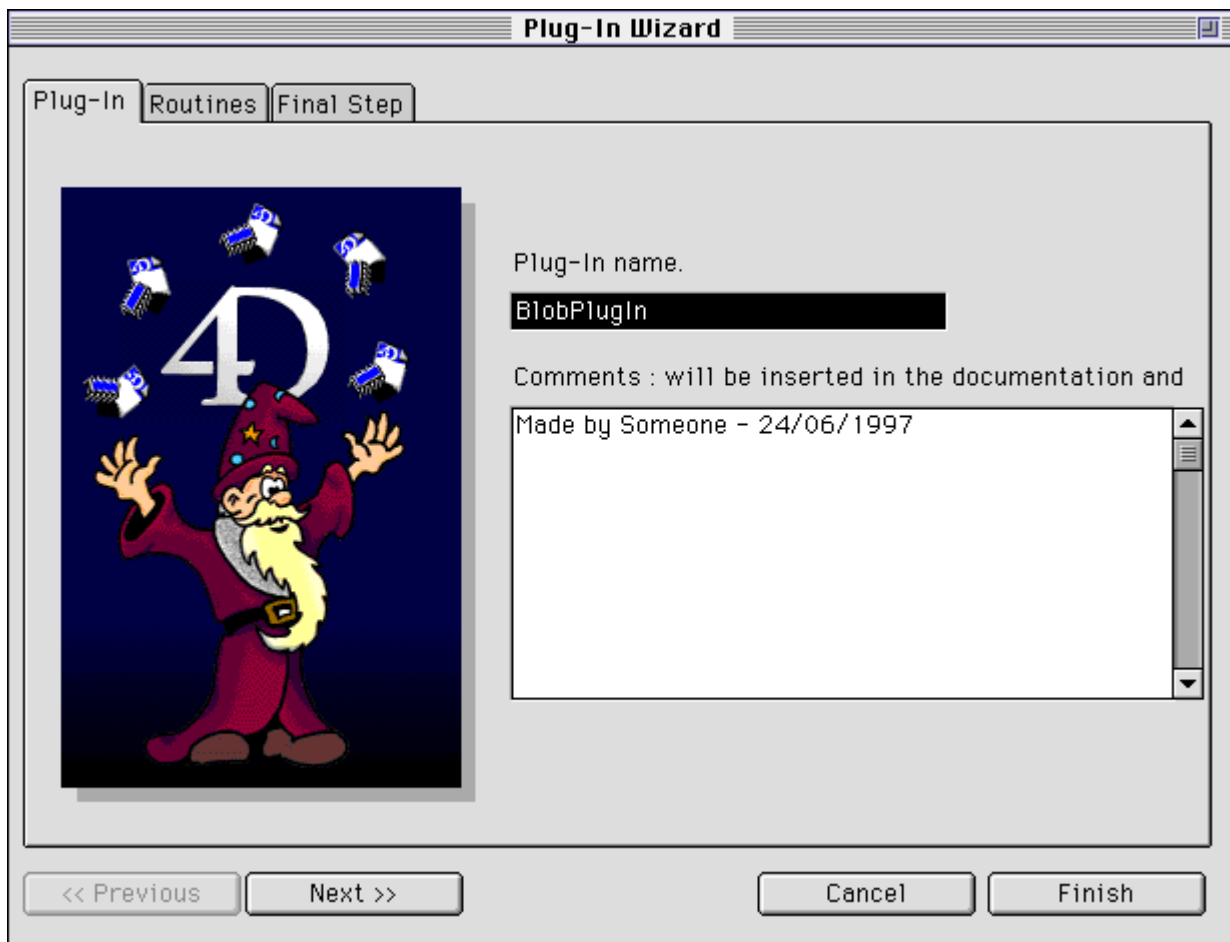 Plug-In Wizard
Plug-In Routines Final Step
4D
Plug-In name.
BlobPlugIn
Comments : will be inserted in the documentation and
Made by Someone - 24/06/1997
<< Previous Next >> Cancel Finish